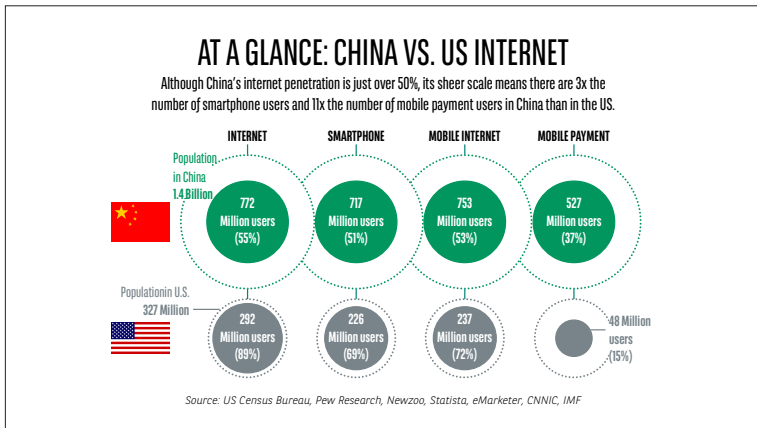 AT A GLANCE: CHINA VS. US INTERNET
Although China's internet penetration is just over 50%, its sheer scale means there are 3x the
number of smartphone users and 11x the number of mobile payment users in China than in the US.
INTERNET
SMARTPHONE
MOBILE INTERNET
MOBILE PAYMENT
Population
in China
1.4 Billion
772
Million users
(55%)
717
Million users
(51%)
753
Million users
(53%)
527
Million users
(37%)
Populationin U.S.
327 Million
292
Million users
(89%)
226
Million users
(69%)
237
Million users
(72%)
48 Million
users
(15%)
Source: US Census Bureau, Pew Research, Newzoo, Statista, eMarketer, CNNIC, IMF